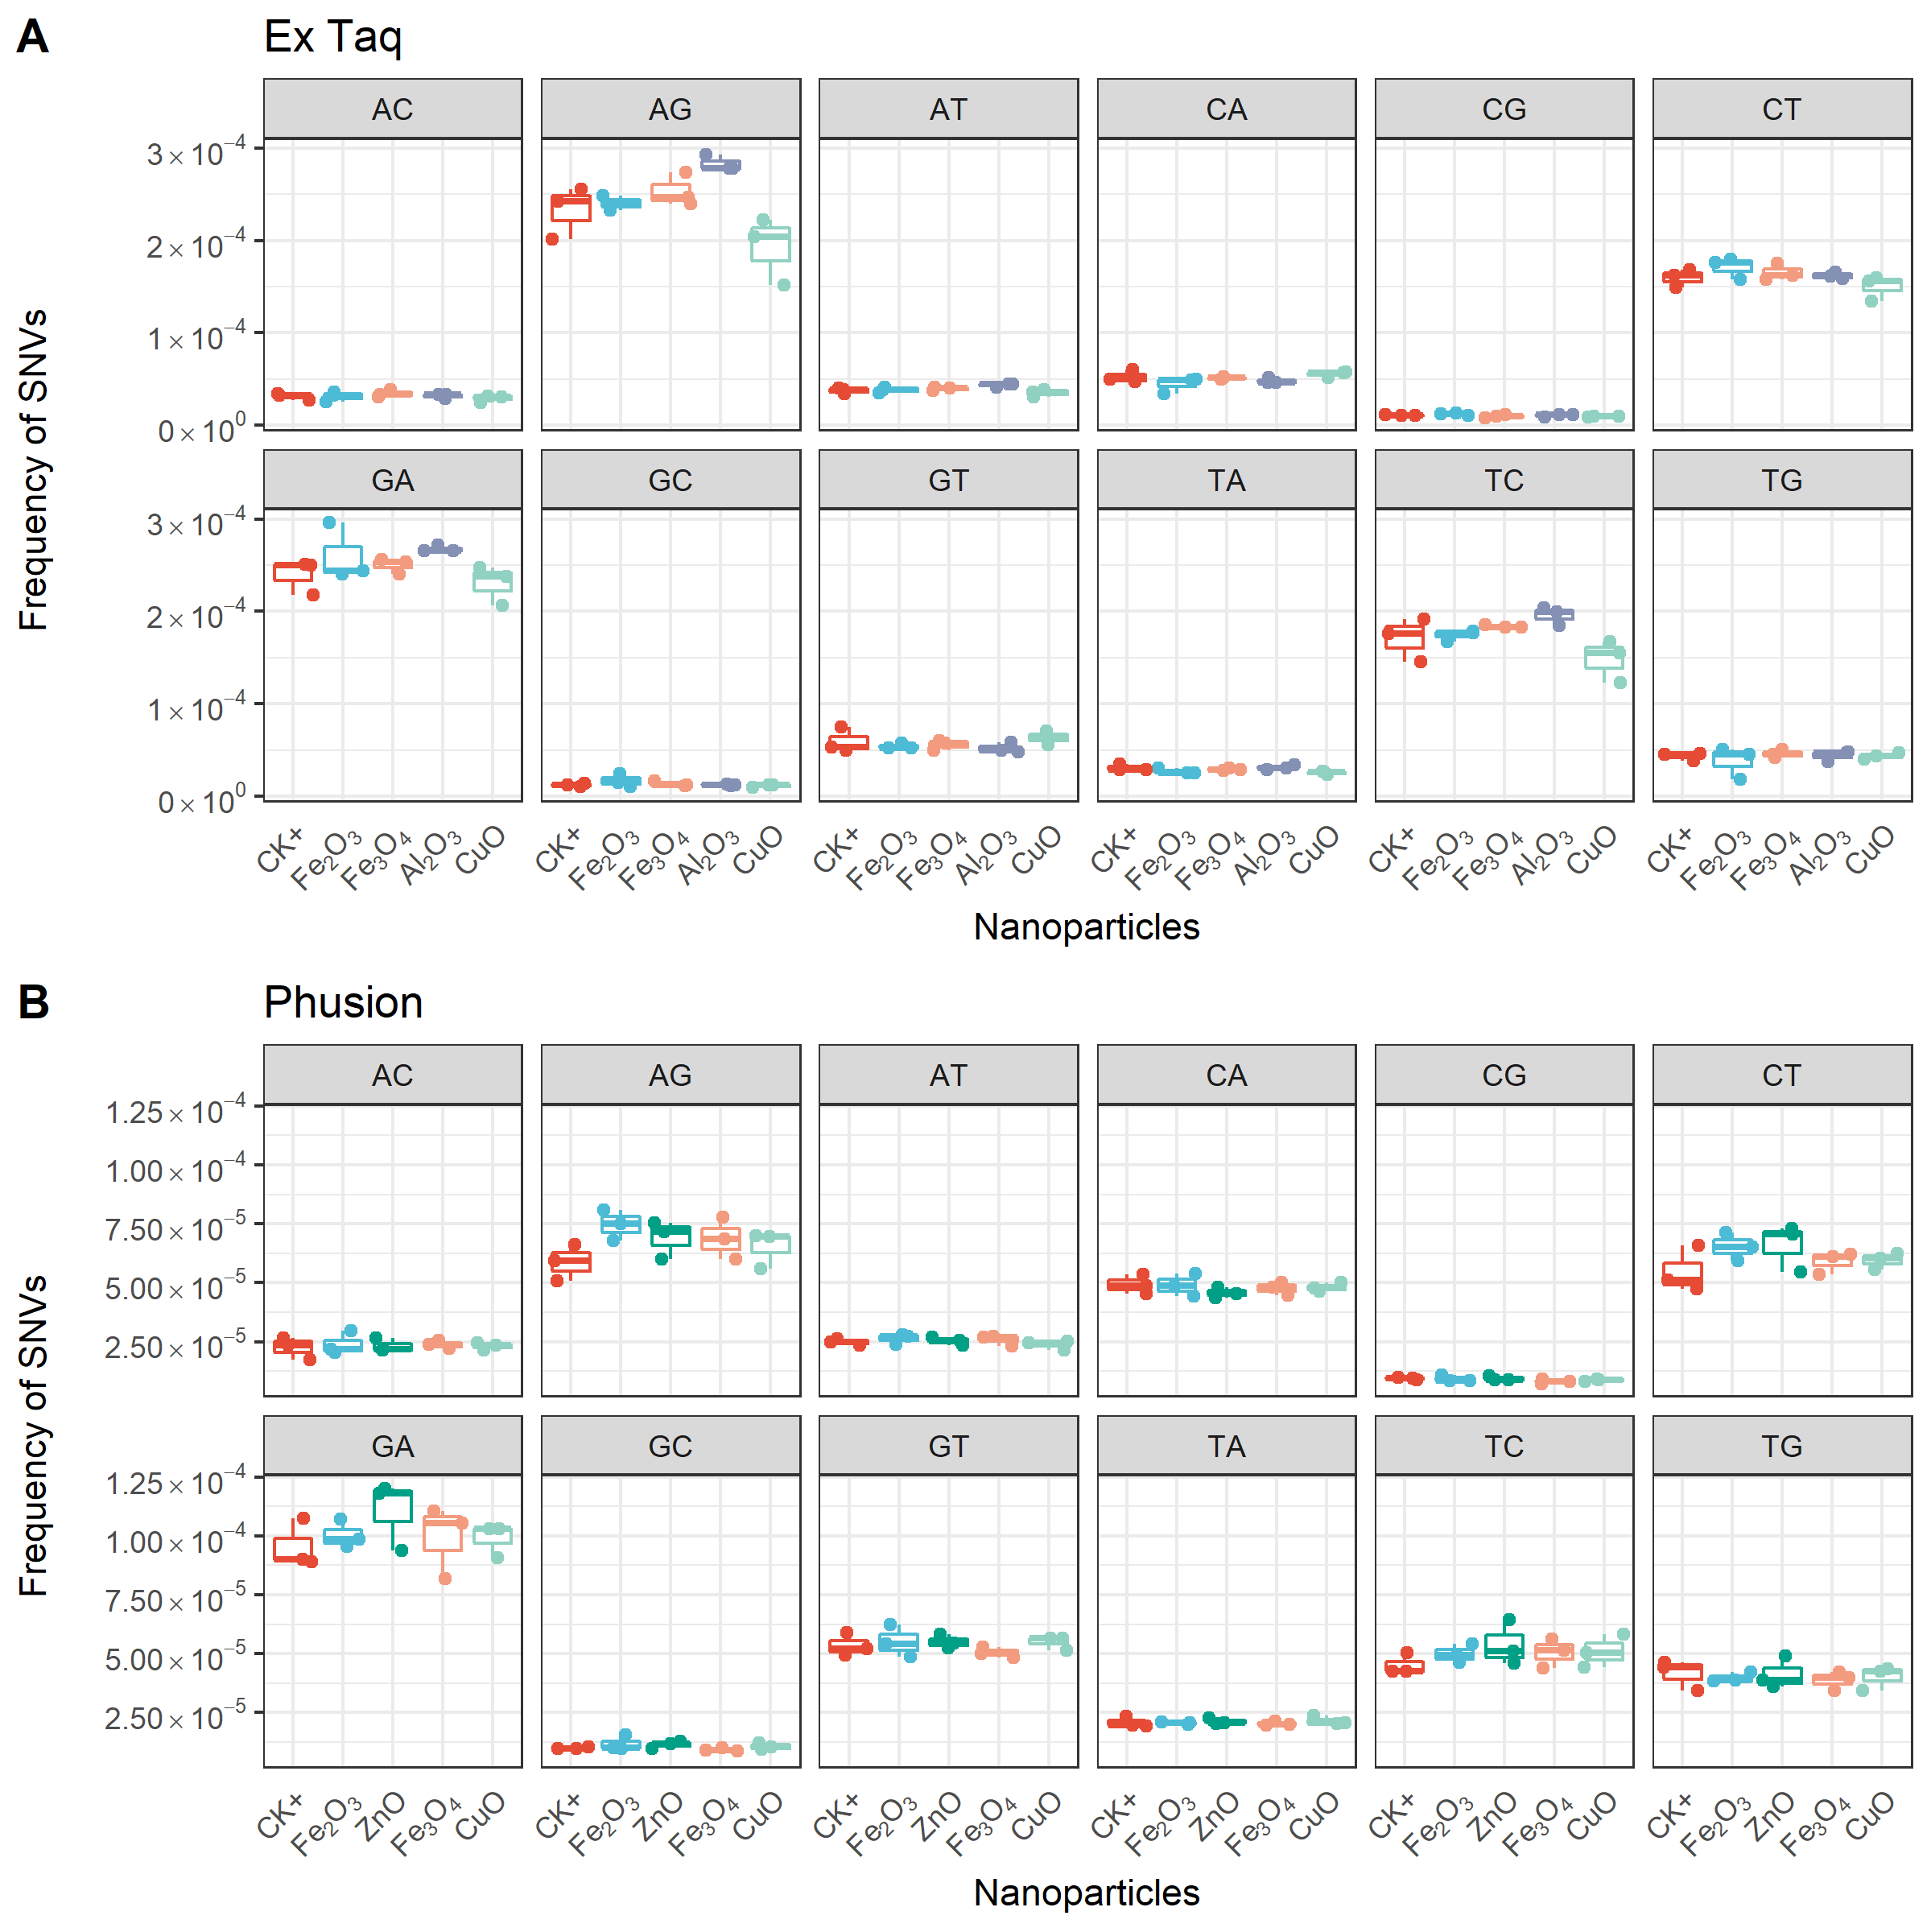 A Ex Taq
AC AG AT CA CG CT
3 × 10⁻⁴
2 × 10⁻⁴
1 × 10⁻⁴
0 × 10⁰
GA GC GT TA TC TG
3 × 10⁻⁴
2 × 10⁻⁴
1 × 10⁻⁴
0 × 10⁰
Frequency of SNVs
CK+ Fe₂O₃ Fe₃O₄ Al₂O₃ CuO CK+ Fe₂O₃ Fe₃O₄ Al₂O₃ CuO CK+ Fe₂O₃ Fe₃O₄ Al₂O₃ CuO CK+ Fe₂O₃ Fe₃O₄ Al₂O₃ CuO CK+ Fe₂O₃ Fe₃O₄ Al₂O₃ CuO CK+ Fe₂O₃ Fe₃O₄ Al₂O₃ CuO
Nanoparticles
B Phusion
AC AG AT CA CG CT
1.25 × 10⁻⁴
1.00 × 10⁻⁴
7.50 × 10⁻⁵
5.00 × 10⁻⁵
2.50 × 10⁻⁵
GA GC GT TA TC TG
1.25 × 10⁻⁴
1.00 × 10⁻⁴
7.50 × 10⁻⁵
5.00 × 10⁻⁵
2.50 × 10⁻⁵
Frequency of SNVs
CK+ Fe₂O₃ ZnO Fe₃O₄ CuO CK+ Fe₂O₃ ZnO Fe₃O₄ CuO CK+ Fe₂O₃ ZnO Fe₃O₄ CuO CK+ Fe₂O₃ ZnO Fe₃O₄ CuO CK+ Fe₂O₃ ZnO Fe₃O₄ CuO CK+ Fe₂O₃ ZnO Fe₃O₄ CuO
Nanoparticles